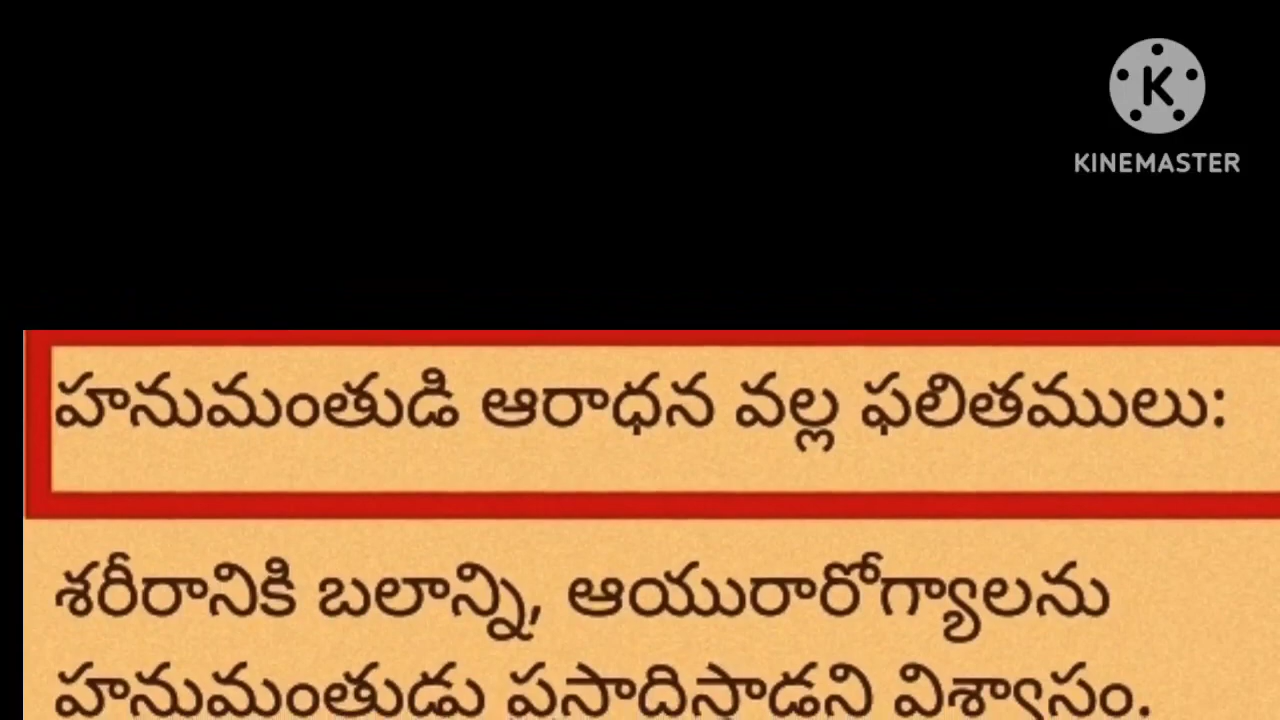 K
KINEMASTER
హనుమంతుడి ఆరాధన వల్ల ఫలితములు:
శరీరానికి బలాన్ని, ఆయురారోగ్యాలను
హనుమంతుడు ప్రసాదిస్తాడని విశ్వాసం.